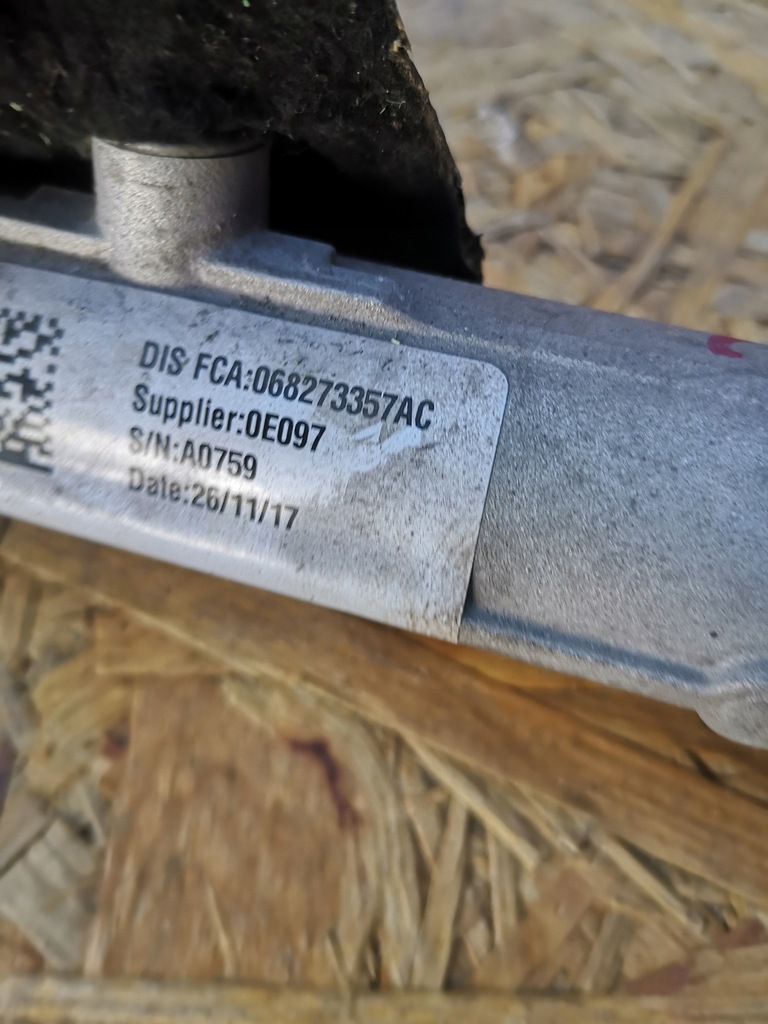 DIS FCA:068273357AC
Supplier:0E097
S/N:A0759
Date:26/11/17